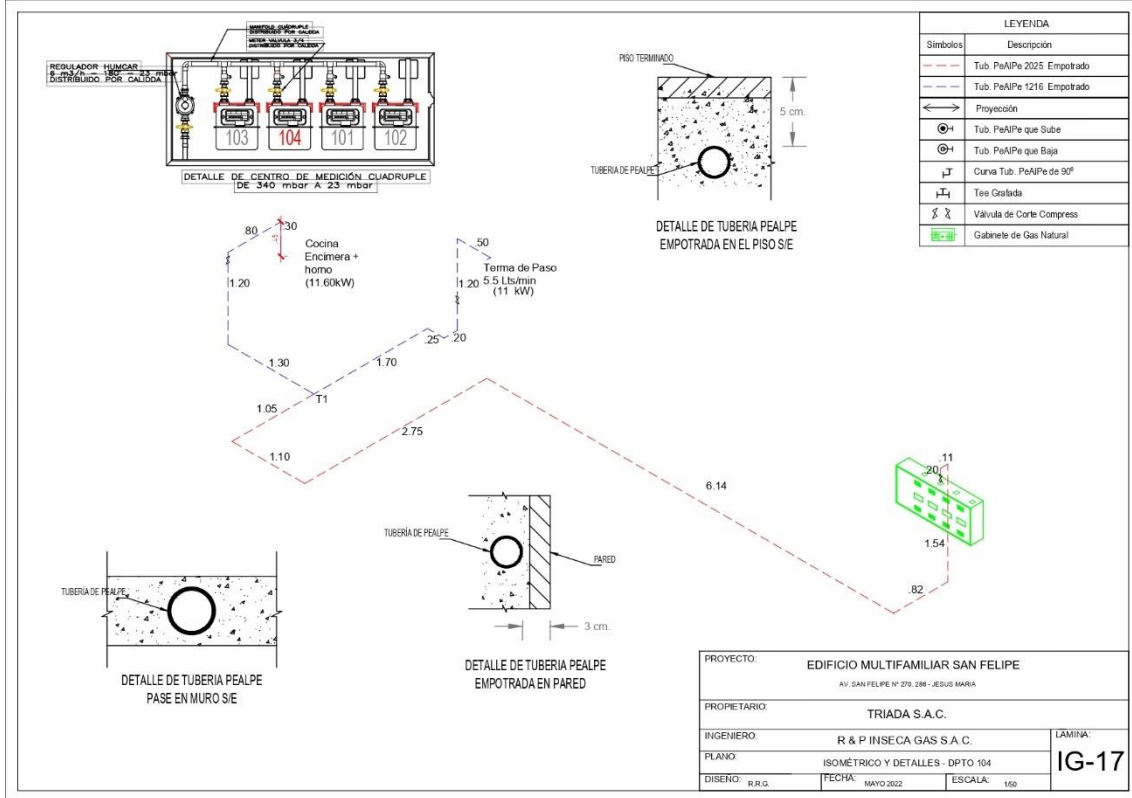 MANIFOLD CUÁDRUPLE
DISTRIBUIDO POR CALIDDA
METER VALVULA 3/4
DISTRIBUIDO POR CALIDDA
REGULADOR HUMCAR
6 m3/h - 180° - 23 mbar
DISTRIBUIDO POR CALIDDA
103
104
101
102
DETALLE DE CENTRO DE MEDICIÓN CUADRUPLE
DE 340 mbar A 23 mbar
PISO TERMINADO
5 cm.
TUBERIA DE PEALPE
DETALLE DE TUBERIA PEALPE
EMPOTRADA EN EL PISO S/E
LEYENDA
Símbolos
Descripción
Tub. PeAlPe 2025 Empotrado
Tub. PeAlPe 1216 Empotrado
Proyección
Tub. PeAlPe que Sube
Tub. PeAlPe que Baja
Curva Tub. PeAlPe de 90º
Tee Grafada
Válvula de Corte Compress
Gabinete de Gas Natural
.80
.30
Cocina
Encimera +
horno
(11.60kW)
1.20
1.30
.50
Terma de Paso
5.5 Lts/min
(11 kW)
1.20
.25
.20
1.70
T1
1.05
1.10
2.75
6.14
.11
.20
1.54
.82
TUBERÍA DE PEALPE
PARED
3 cm.
DETALLE DE TUBERIA PEALPE
EMPOTRADA EN PARED
TUBERÍA DE PEALPE
DETALLE DE TUBERIA PEALPE
PASE EN MURO S/E
PROYECTO:
EDIFICIO MULTIFAMILIAR SAN FELIPE
AV. SAN FELIPE N° 270, 286 - JESUS MARIA
PROPIETARIO:
TRIADA S.A.C.
INGENIERO:
R & P INSECA GAS S.A.C.
PLANO:
ISOMÉTRICO Y DETALLES - DPTO 104
LÁMINA:
IG-17
DISEÑO: R.R.G.
FECHA: MAYO 2022
ESCALA: 1/50